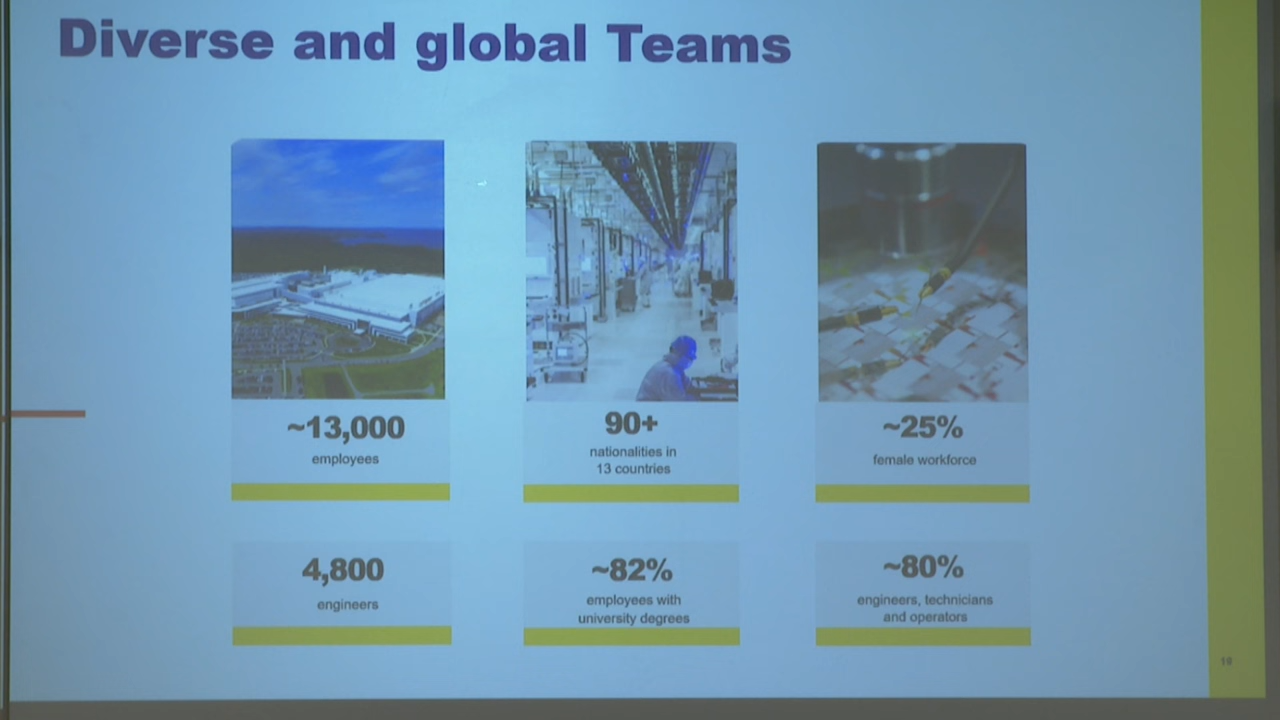 Diverse and global Teams
~13,000
employees
90+
nationalities in
13 countries
~25%
female workforce
4,800
engineers
~82%
employees with
university degrees
~80%
engineers, technicians
and operators